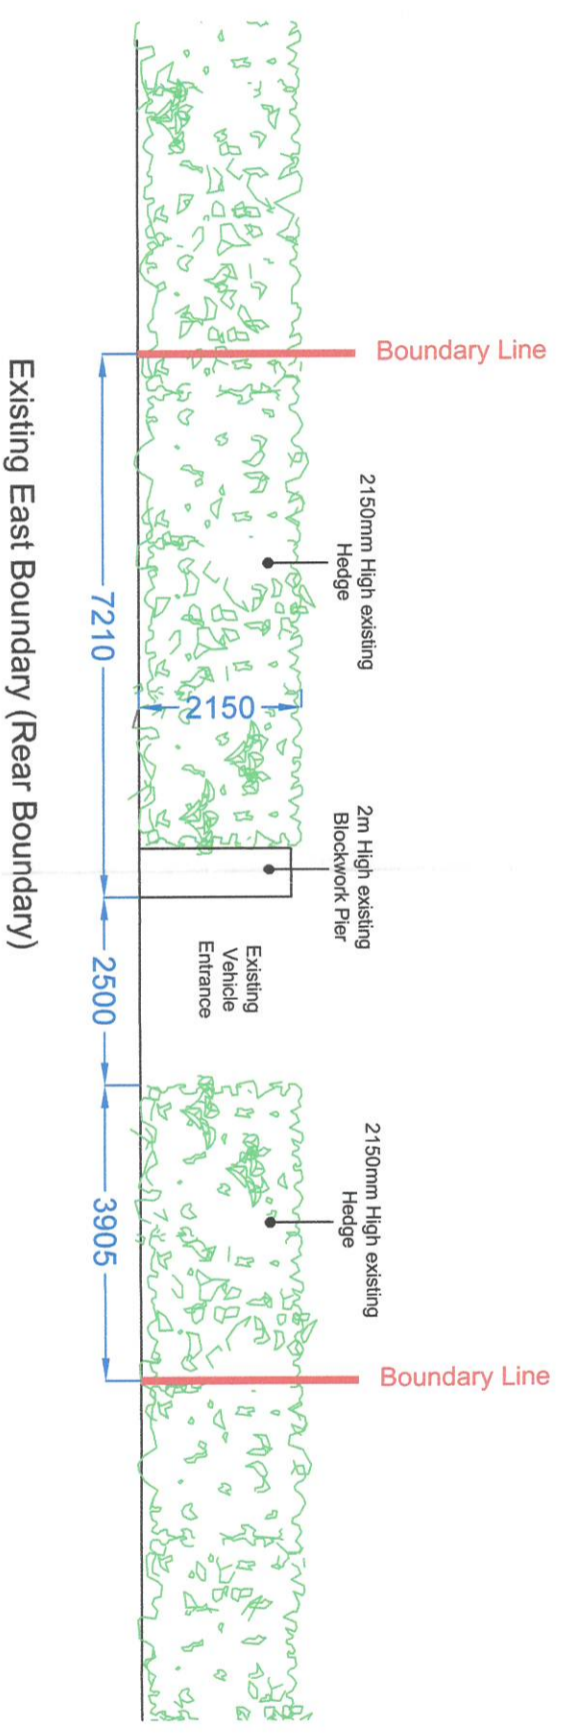 Boundary Line
Boundary Line
2150mm High existing
Hedge
2m High existing
Blockwork Pier
2150mm High existing
Hedge
Existing
Vehicle
Entrance
2150
7210
2500
3905
Existing East Boundary (Rear Boundary)